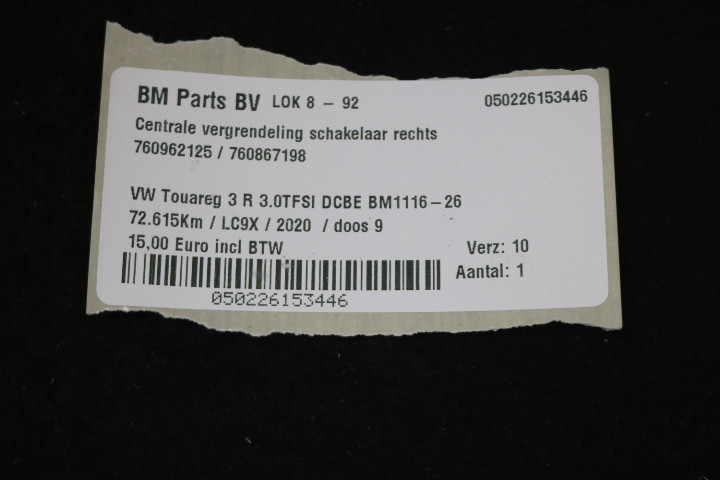 BM Parts BV LOK 8 - 92 050226153446
Centrale vergrendeling schakelaar rechts
760962125 / 760867198
VW Touareg 3 R 3.0TFSI DCBE BM1116-26
72.615Km / LC9X / 2020 / doos 9
15,00 Euro incl BTW Verz: 10
Aantal: 1
050226153446